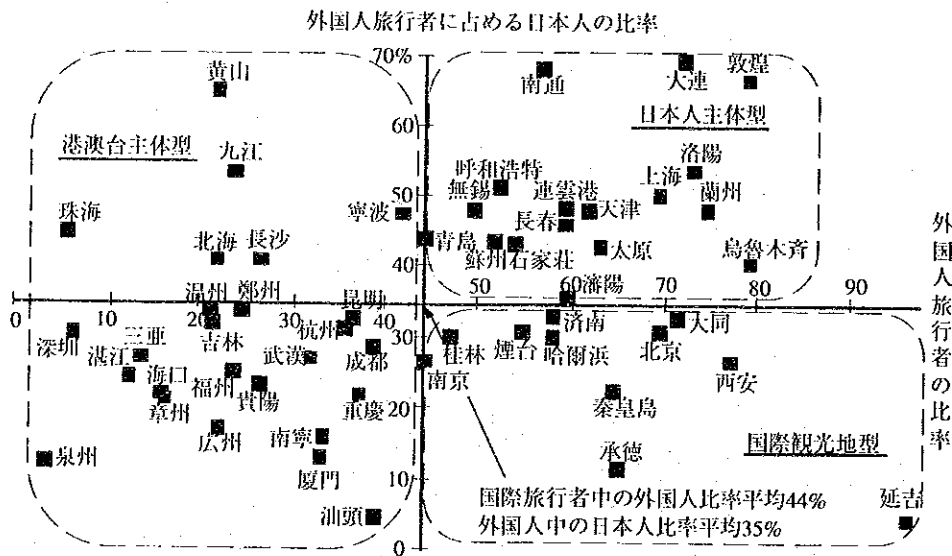 外国人旅行者に占める日本人の比率
70%
黄山
南通
大連
敦煌
60
日本人主体型
港澳台主体型
九江
呼和浩特
洛陽
50
無錫
連雲港
上海
蘭州
珠海
寧波
長春
天津
青島
北海
長沙
40
蘇州
石家荘
太原
烏魯木斉
瀋陽
温州
鄭州
昆明
0
10
20
30
40
50
60
70
80
90
外国人旅行者の比率
深圳
三亜
吉林
杭州
30
済南
大同
湛江
武漢
成都
桂林
煙台
哈爾浜
北京
海口
福州
貴陽
南京
西安
章州
重慶
20
秦皇島
広州
南寧
国際観光地型
泉州
厦門
10
承徳
国際旅行者中の外国人比率平均44%
延吉
汕頭
外国人中の日本人比率平均35%
0